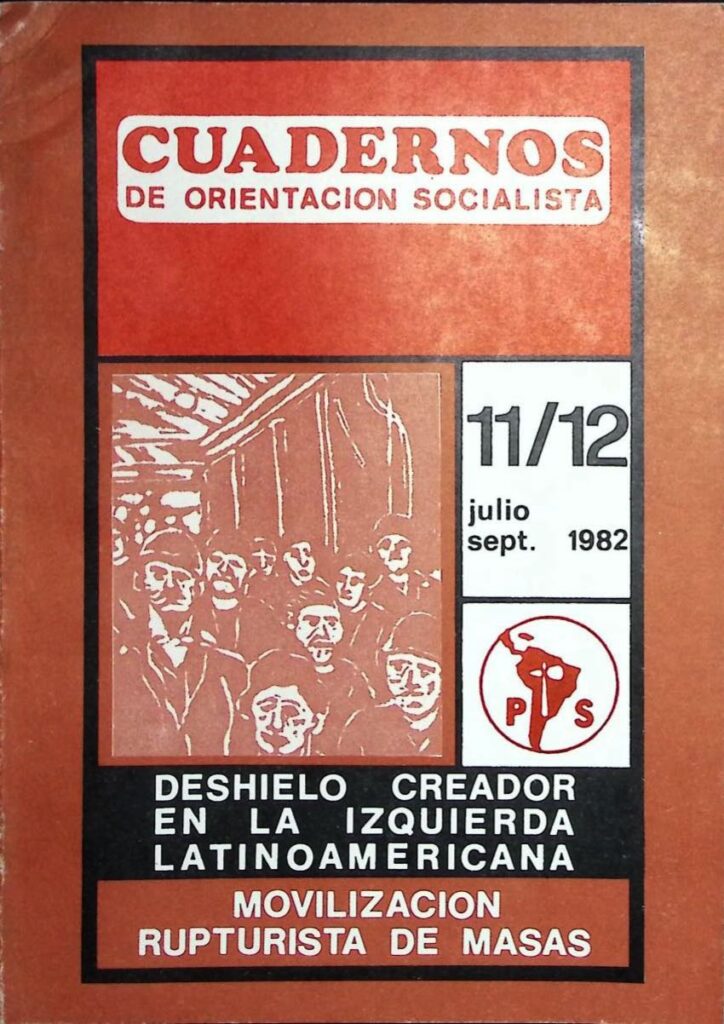 CUADERNOS
DE ORIENTACION SOCIALISTA
11/12
julio
sept. 1982
P S
DESHIELO CREADOR
EN LA IZQUIERDA
LATINOAMERICANA
MOVILIZACION
RUPTURISTA DE MASAS